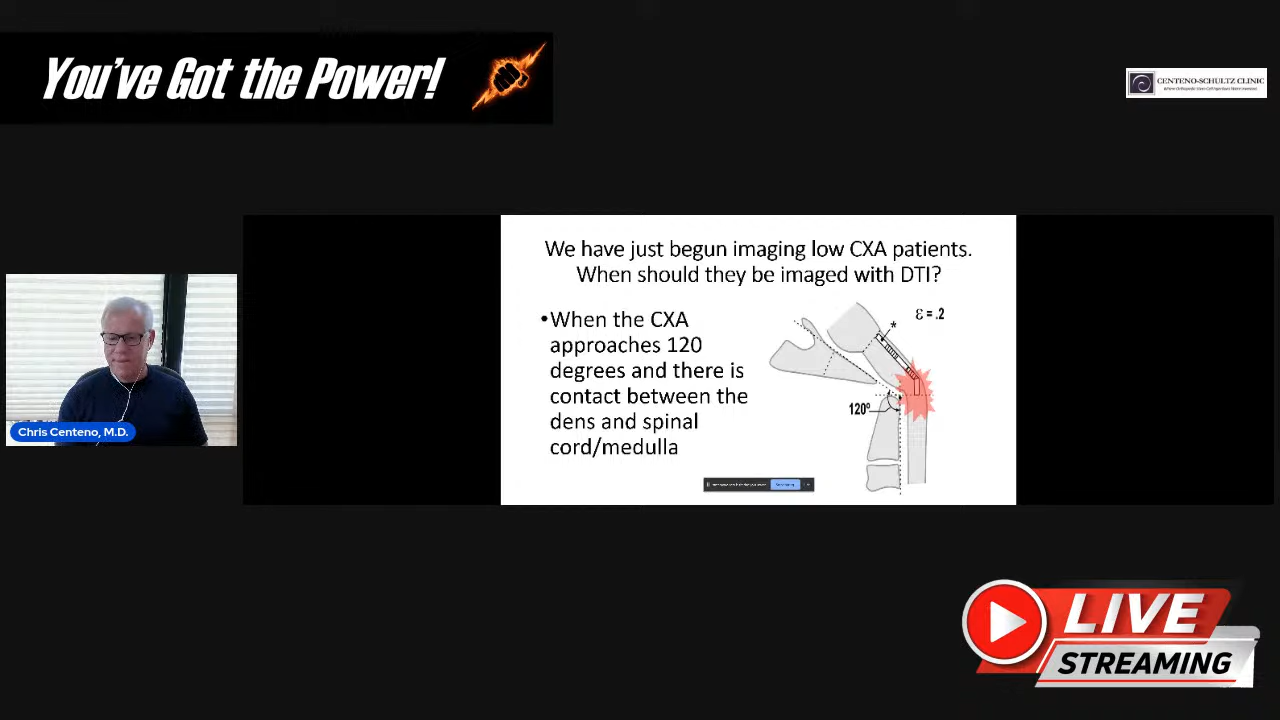 You've Got the Power!
CENTENO-SCHULTZ CLINIC
We have just begun imaging low CXA patients.
When should they be imaged with DTI?
•When the CXA
approaches 120
degrees and there is
contact between the
dens and spinal
cord/medulla
*
ε = .2
120º
Chris Centeno, M.D.
LIVE
STREAMING